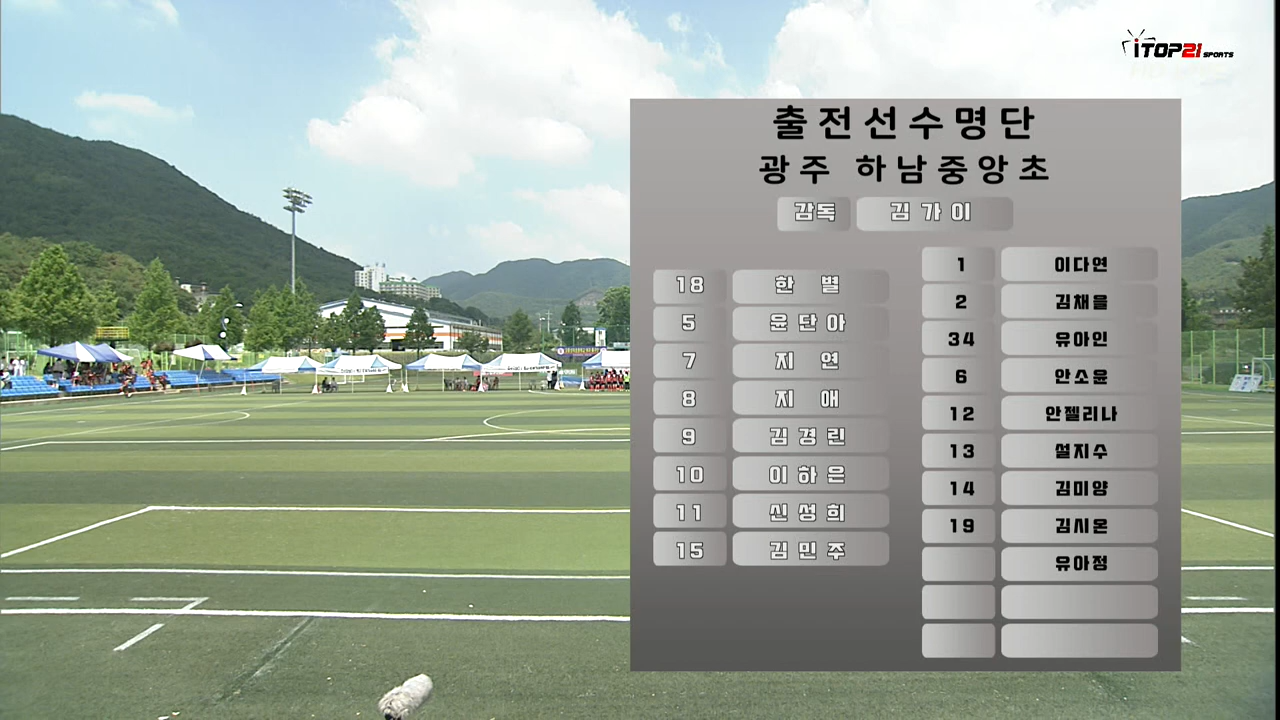 iTOP21 SPORTS
출전선수명단
광주 하남중앙초
감독 김가이
18 한 별
5 윤단아
7 지 연
8 지 애
9 김경린
10 이하은
11 신성희
15 김민주
1 이다연
2 김채을
34 유아인
6 안소윤
12 안젤리나
13 설지수
14 김미양
19 김시온
유아정